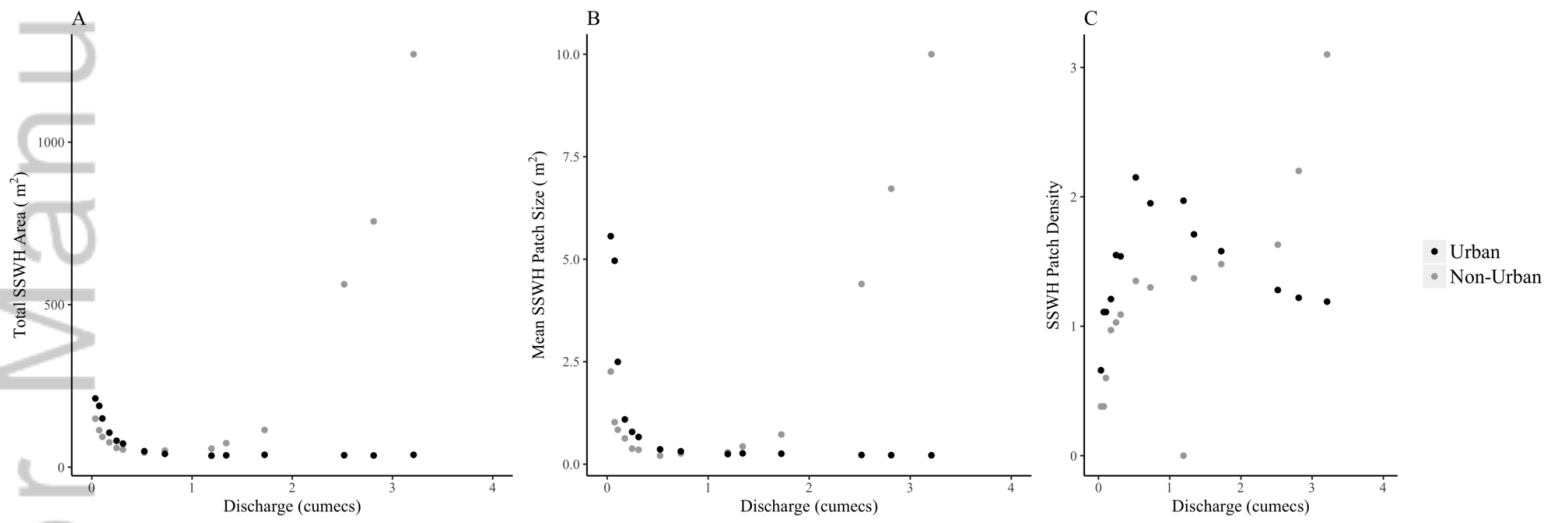 A
Total SSWH Area ( m²)
1000
500
0
0 1 2 3 4
Discharge (cumecs)
B
Mean SSWH Patch Size ( m²)
10.0
7.5
5.0
2.5
0.0
0 1 2 3 4
Discharge (cumecs)
C
SSWH Patch Density
3
2
1
0
0 1 2 3 4
Discharge (cumecs)
Urban
Non-Urban
r Manu